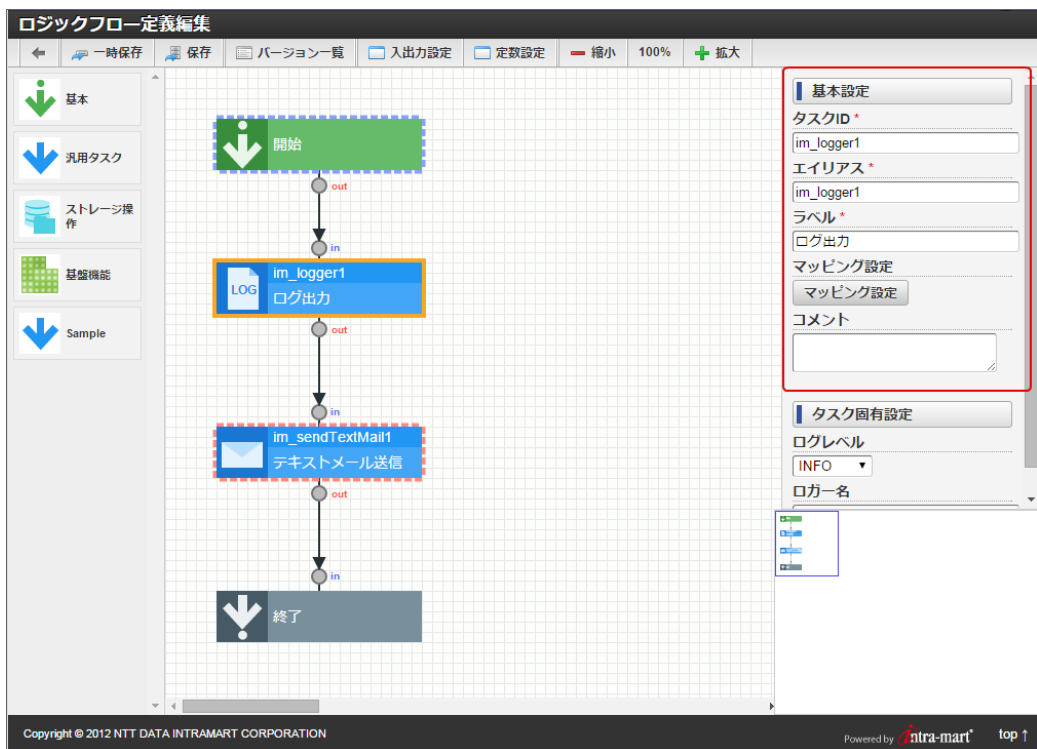 ロジックフロー定義編集
一時保存 保存 バージョン一覧 入出力設定 定数設定 縮小 100% 拡大
基本
汎用タスク
ストレージ操
作
基盤機能
Sample
開始
out
in
im_logger1
LOG
ログ出力
out
in
im_sendTextMail1
テキストメール送信
out
in
終了
基本設定
タスクID *
im_logger1
エイリアス *
im_logger1
ラベル *
ログ出力
マッピング設定
マッピング設定
コメント
タスク固有設定
ログレベル
INFO
ロガー名
Copyright © 2012 NTT DATA INTRAMART CORPORATION
Powered by intra-mart top ↑